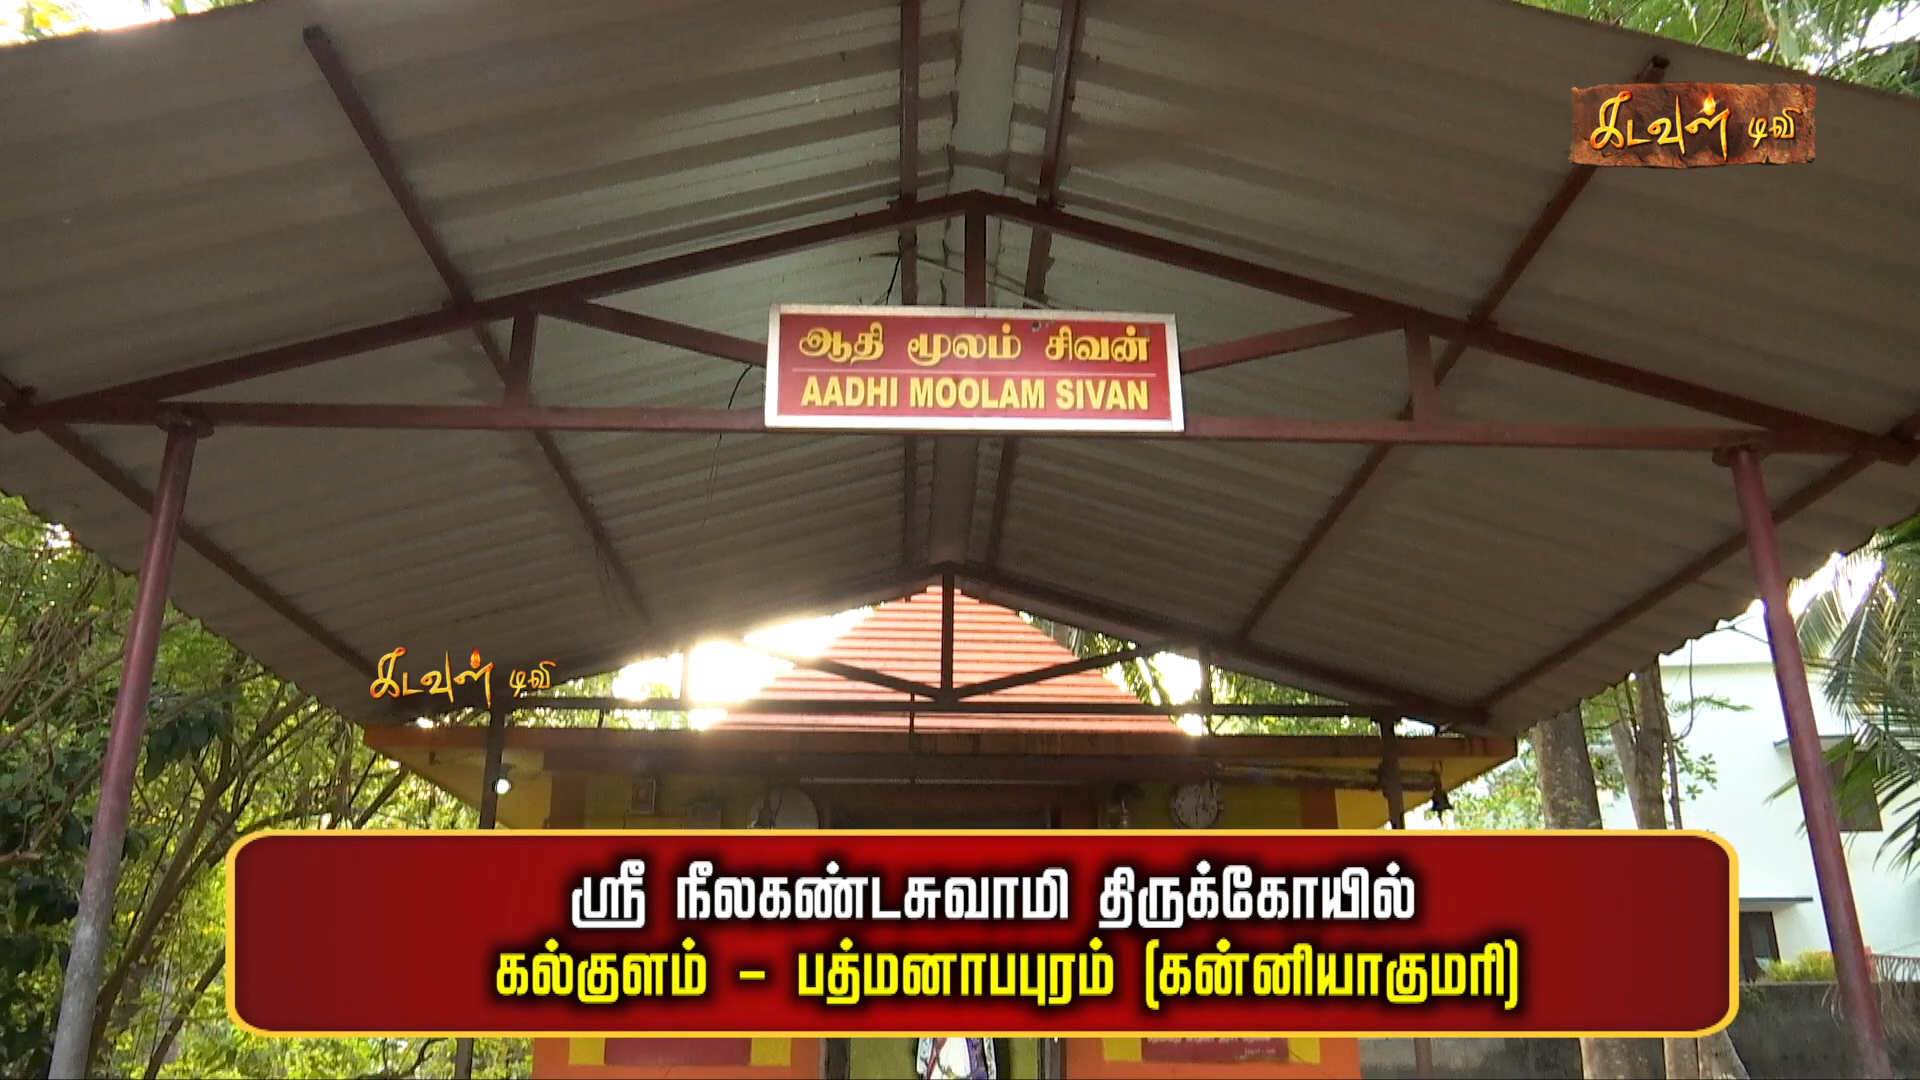 கடவுள் டிவி
ஆதி மூலம் சிவன்
AADHI MOOLAM SIVAN
கடவுள் டிவி
ஸ்ரீ நீலகண்டசுவாமி திருக்கோயில்
கல்குளம் – பத்மனாபபுரம் (கன்னியாகுமரி)